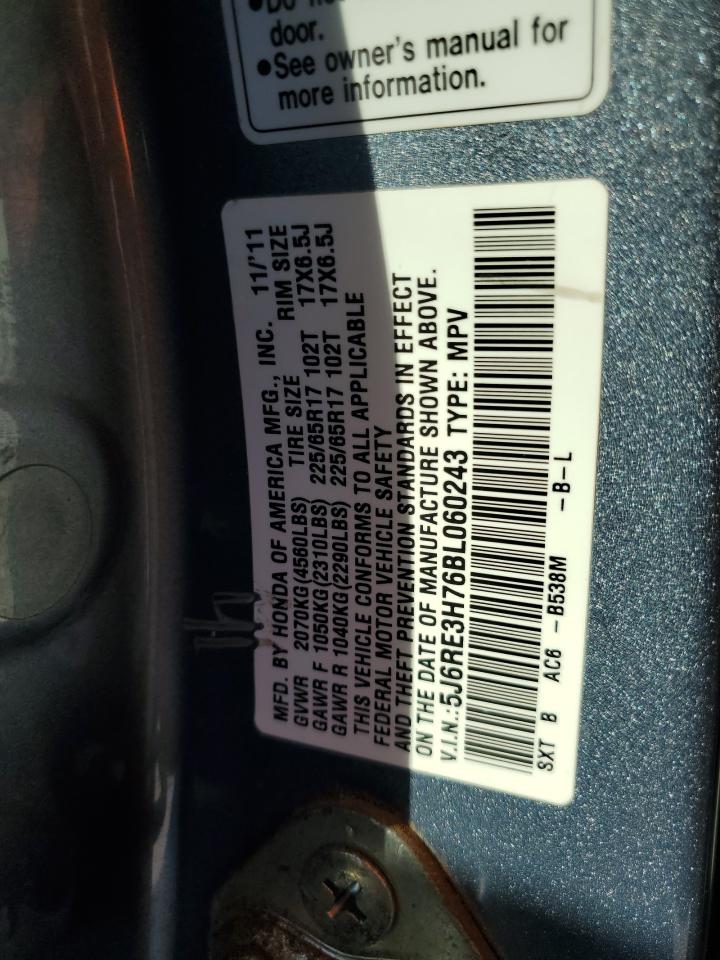 door.
●See owner's manual for
more information.
MFD. BY HONDA OF AMERICA MFG., INC. 11/'11
GVWR 2070KG(4560LBS) TIRE SIZE RIM SIZE
GAWR F 1050KG(2310LBS) 225/65R17 102T 17X6.5J
GAWR R 1040KG(2290LBS) 225/65R17 102T 17X6.5J
THIS VEHICLE CONFORMS TO ALL APPLICABLE
FEDERAL MOTOR VEHICLE SAFETY
AND THEFT PREVENTION STANDARDS IN EFFECT
ON THE DATE OF MANUFACTURE SHOWN ABOVE.
V.I.N.:5J6RE3H76BL060243 TYPE: MPV
SXT B AC6 -B538M -B-L